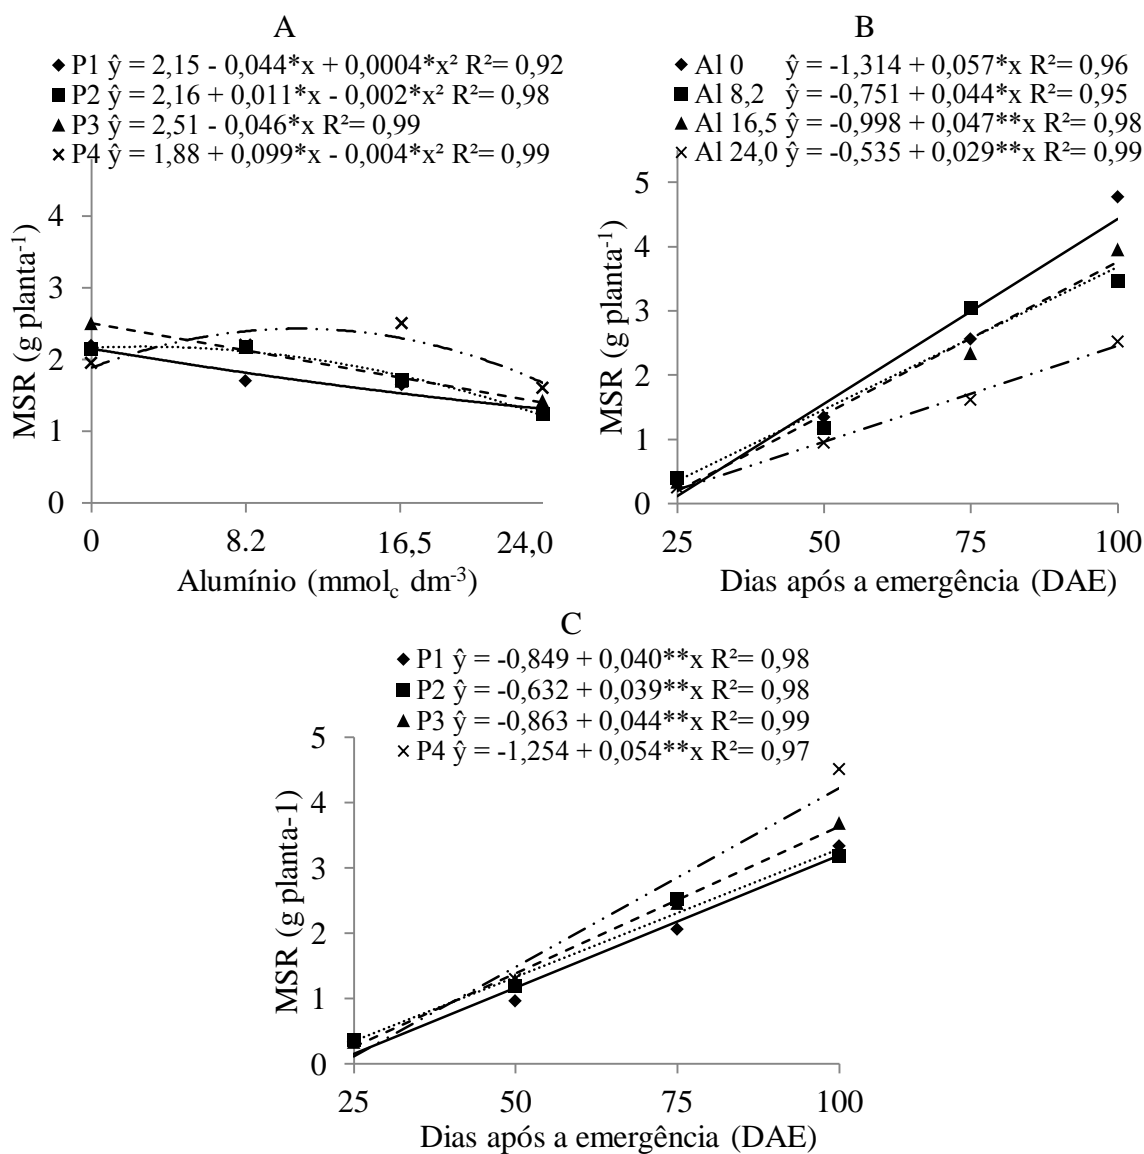 A
P1 ŷ = 2,15 - 0,044*x + 0,0004*x² R²= 0,92
P2 ŷ = 2,16 + 0,011*x - 0,002*x² R²= 0,98
P3 ŷ = 2,51 - 0,046*x R²= 0,99
P4 ŷ = 1,88 + 0,099*x - 0,004*x² R²= 0,99
4
3
2
1
0
MSR (g planta⁻¹)
0 8.2 16,5 24,0
Alumínio (mmol꜀ dm⁻³)
B
Al 0 ŷ = -1,314 + 0,057*x R²= 0,96
Al 8,2 ŷ = -0,751 + 0,044*x R²= 0,95
Al 16,5 ŷ = -0,998 + 0,047**x R²= 0,98
Al 24,0 ŷ = -0,535 + 0,029**x R²= 0,99
5
4
3
2
1
0
MSR (g planta⁻¹)
25 50 75 100
Dias após a emergência (DAE)
C
P1 ŷ = -0,849 + 0,040**x R²= 0,98
P2 ŷ = -0,632 + 0,039**x R²= 0,98
P3 ŷ = -0,863 + 0,044**x R²= 0,99
P4 ŷ = -1,254 + 0,054**x R²= 0,97
5
4
3
2
1
0
MSR (g planta-1)
25 50 75 100
Dias após a emergência (DAE)